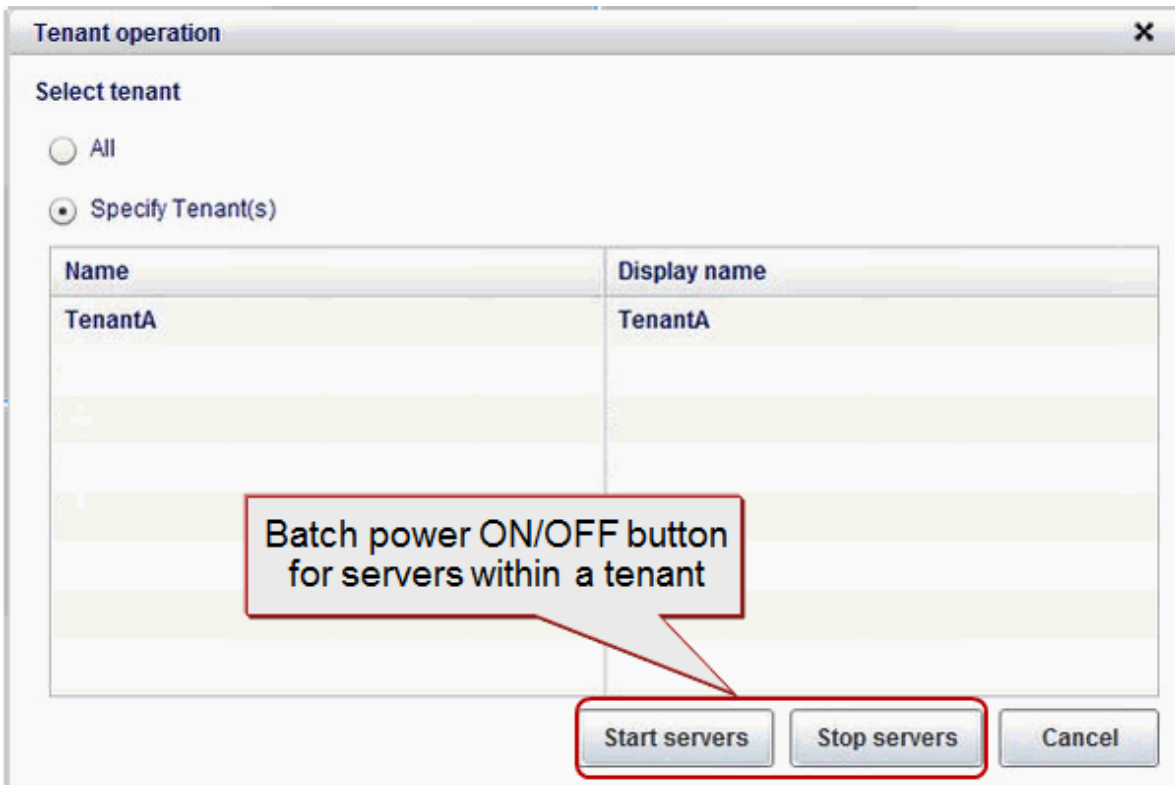 Tenant operation
Select tenant
All
Specify Tenant(s)
Name Display name
TenantA TenantA
Batch power ON/OFF button
for servers within a tenant
Start servers Stop servers Cancel